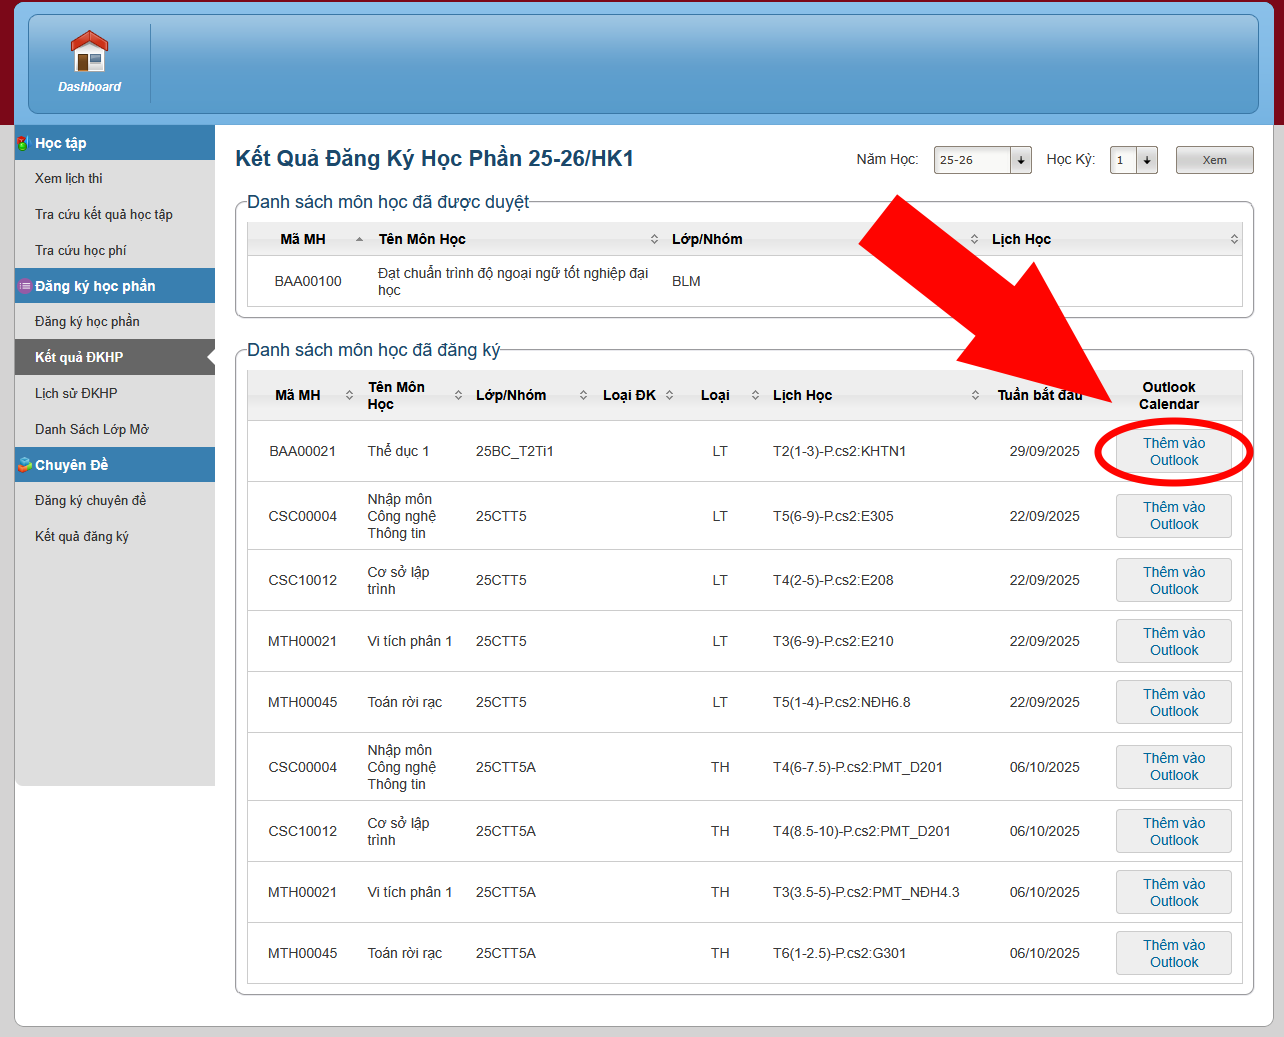 Dashboard
Học tập
Xem lịch thi
Tra cứu kết quả học tập
Tra cứu học phí
Đăng ký học phần
Đăng ký học phần
Kết quả ĐKHP
Lịch sử ĐKHP
Danh Sách Lớp Mở
Chuyên Đề
Đăng ký chuyên đề
Kết quả đăng ký
Kết Quả Đăng Ký Học Phần 25-26/HK1
Năm Học: 25-26 Học Kỳ: 1 Xem
Danh sách môn học đã được duyệt
Mã MH Tên Môn Học Lớp/Nhóm Lịch Học
BAA00100 Đạt chuẩn trình độ ngoại ngữ tốt nghiệp đại BLM
học
Danh sách môn học đã đăng ký
Mã MH Tên Môn Lớp/Nhóm Loại ĐK Loại Lịch Học Tuần bắt đầu Outlook
Học Calendar
BAA00021 Thể dục 1 25BC_T2Ti1 LT T2(1-3)-P.cs2:KHTN1 29/09/2025 Thêm vào
Outlook
CSC00004 Nhập môn 25CTT5 LT T5(6-9)-P.cs2:E305 22/09/2025 Thêm vào
Công nghệ Outlook
Thông tin
CSC10012 Cơ sở lập 25CTT5 LT T4(2-5)-P.cs2:E208 22/09/2025 Thêm vào
trình Outlook
MTH00021 Vi tích phân 1 25CTT5 LT T3(6-9)-P.cs2:E210 22/09/2025 Thêm vào
Outlook
MTH00045 Toán rời rạc 25CTT5 LT T5(1-4)-P.cs2:NĐH6.8 22/09/2025 Thêm vào
Outlook
CSC00004 Nhập môn 25CTT5A TH T4(6-7.5)-P.cs2:PMT_D201 06/10/2025 Thêm vào
Công nghệ Outlook
Thông tin
CSC10012 Cơ sở lập 25CTT5A TH T4(8.5-10)-P.cs2:PMT_D201 06/10/2025 Thêm vào
trình Outlook
MTH00021 Vi tích phân 1 25CTT5A TH T3(3.5-5)-P.cs2:PMT_NĐH4.3 06/10/2025 Thêm vào
Outlook
MTH00045 Toán rời rạc 25CTT5A TH T6(1-2.5)-P.cs2:G301 06/10/2025 Thêm vào
Outlook